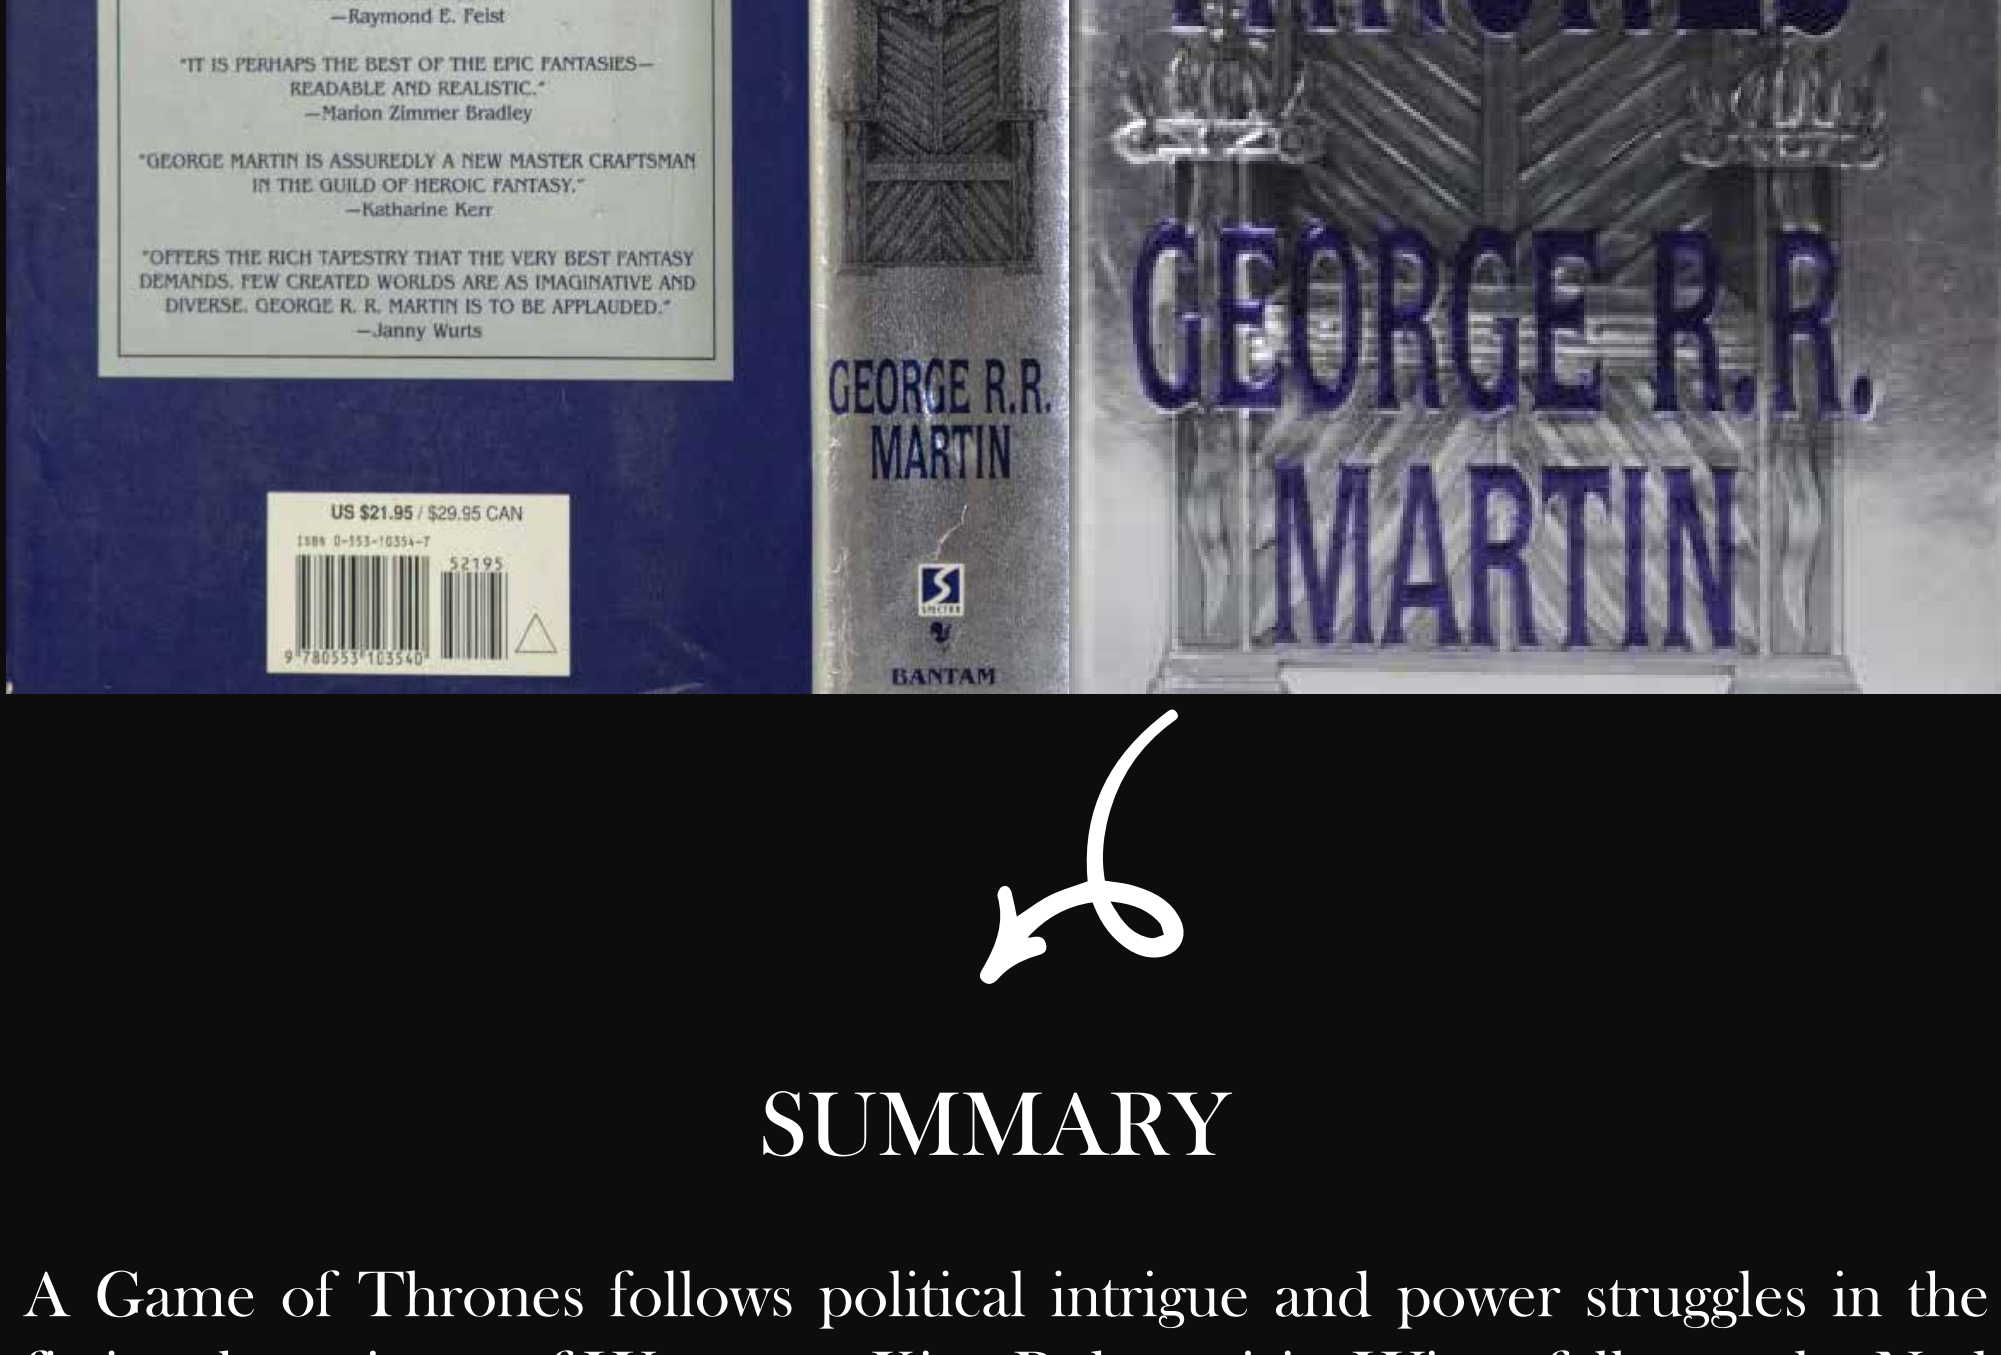 —Raymond E. Feist
"IT IS PERHAPS THE BEST OF THE EPIC FANTASIES—
READABLE AND REALISTIC."
—Marion Zimmer Bradley
"GEORGE MARTIN IS ASSUREDLY A NEW MASTER CRAFTSMAN
IN THE GUILD OF HEROIC FANTASY."
—Katharine Kerr
"OFFERS THE RICH TAPESTRY THAT THE VERY BEST FANTASY
DEMANDS. FEW CREATED WORLDS ARE AS IMAGINATIVE AND
DIVERSE. GEORGE R. R. MARTIN IS TO BE APPLAUDED."
—Janny Wurts
US $21.95 / $29.95 CAN
ISBN 0-553-10354-7
52195
9 780553 103540
GEORGE R.R.
MARTIN
SPECTRA
BANTAM
GEORGE R.R.
MARTIN
SUMMARY
A Game of Thrones follows political intrigue and power struggles in the